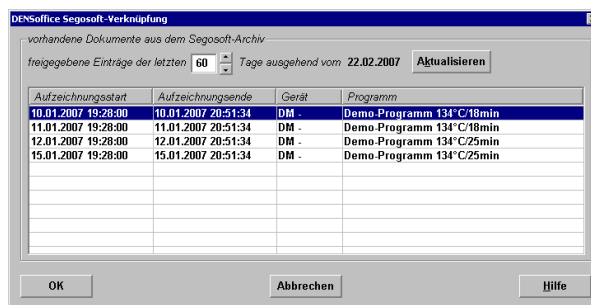 DENSoffice Segosoft-Verknüpfung
vorhandene Dokumente aus dem Segosoft-Archiv
freigegebene Einträge der letzten 60 Tage ausgehend vom 22.02.2007 Aktualisieren
Aufzeichnungsstart Aufzeichnungsende Gerät Programm
10.01.2007 19:28:00 10.01.2007 20:51:34 DM - Demo-Programm 134°C/18min
11.01.2007 19:28:00 11.01.2007 20:51:34 DM - Demo-Programm 134°C/18min
12.01.2007 19:28:00 12.01.2007 20:51:34 DM - Demo-Programm 134°C/25min
15.01.2007 19:28:00 15.01.2007 20:51:34 DM - Demo-Programm 134°C/25min
OK Abbrechen Hilfe